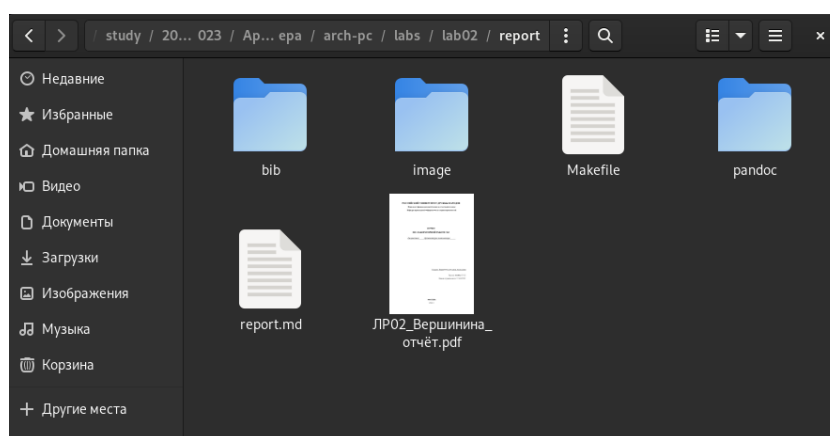 / study / 20... 023 / Ap... ера / arch-pc / labs / lab02 / report
Недавние
Избранные
Домашняя папка
Видео
Документы
Загрузки
Изображения
Музыка
Корзина
Другие места
bib
image
Makefile
pandoc
report.md
ЛР02_Вершинина_
отчёт.pdf